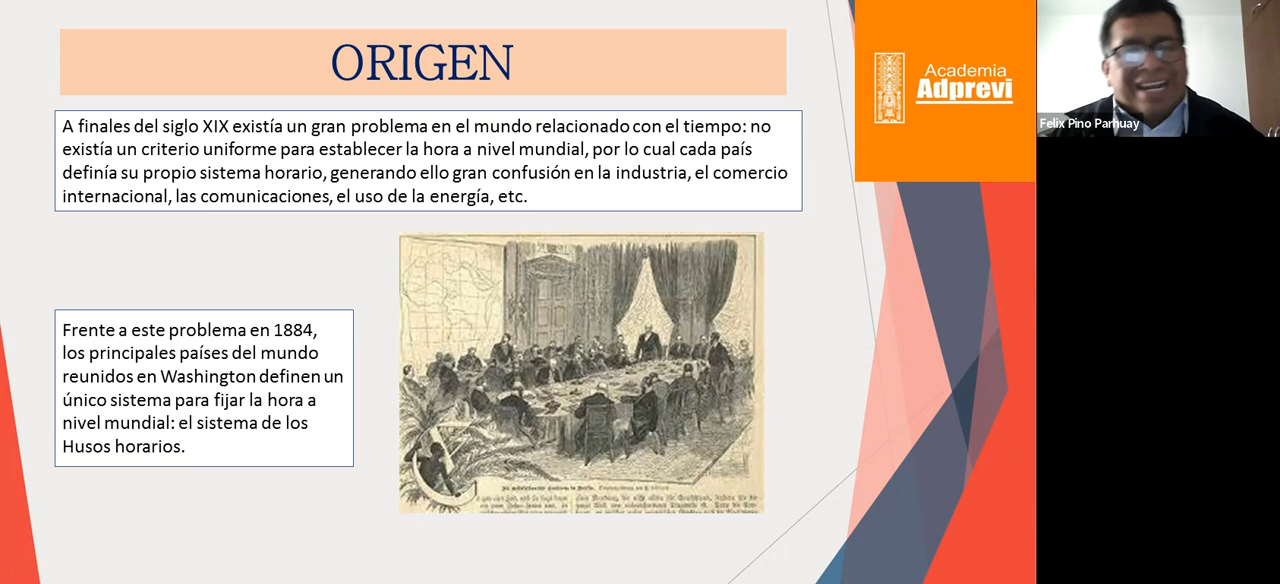 ORIGEN
A finales del siglo XIX existía un gran problema en el mundo relacionado con el tiempo: no
existía un criterio uniforme para establecer la hora a nivel mundial, por lo cual cada país
definía su propio sistema horario, generando ello gran confusión en la industria, el comercio
internacional, las comunicaciones, el uso de la energía, etc.
Frente a este problema en 1884,
los principales países del mundo
reunidos en Washington definen un
único sistema para fijar la hora a
nivel mundial: el sistema de los
Husos horarios.
Academia
Adprevi
Felix Pino Parhuay